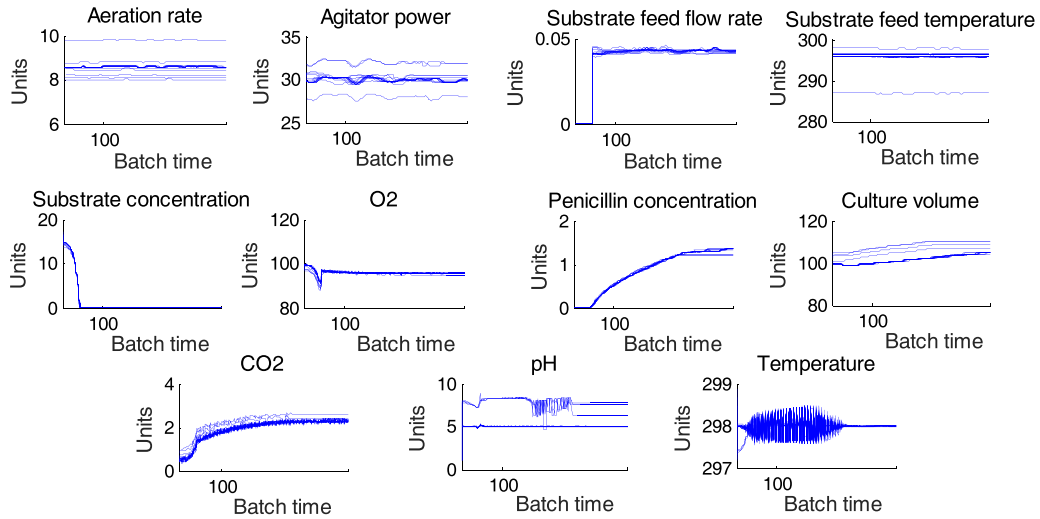 Aeration rate
Agitator power
Substrate feed flow rate
Substrate feed temperature
10
8
6
Units
100
Batch time
35
30
25
Units
100
Batch time
0.05
0
Units
100
Batch time
300
290
280
Units
100
Batch time
Substrate concentration
O2
Penicillin concentration
Culture volume
20
10
0
Units
100
Batch time
120
100
80
Units
100
Batch time
2
1
0
Units
100
Batch time
120
100
80
Units
100
Batch time
CO2
pH
Temperature
4
2
0
Units
100
Batch time
10
5
0
Units
100
Batch time
299
298
297
Units
100
Batch time